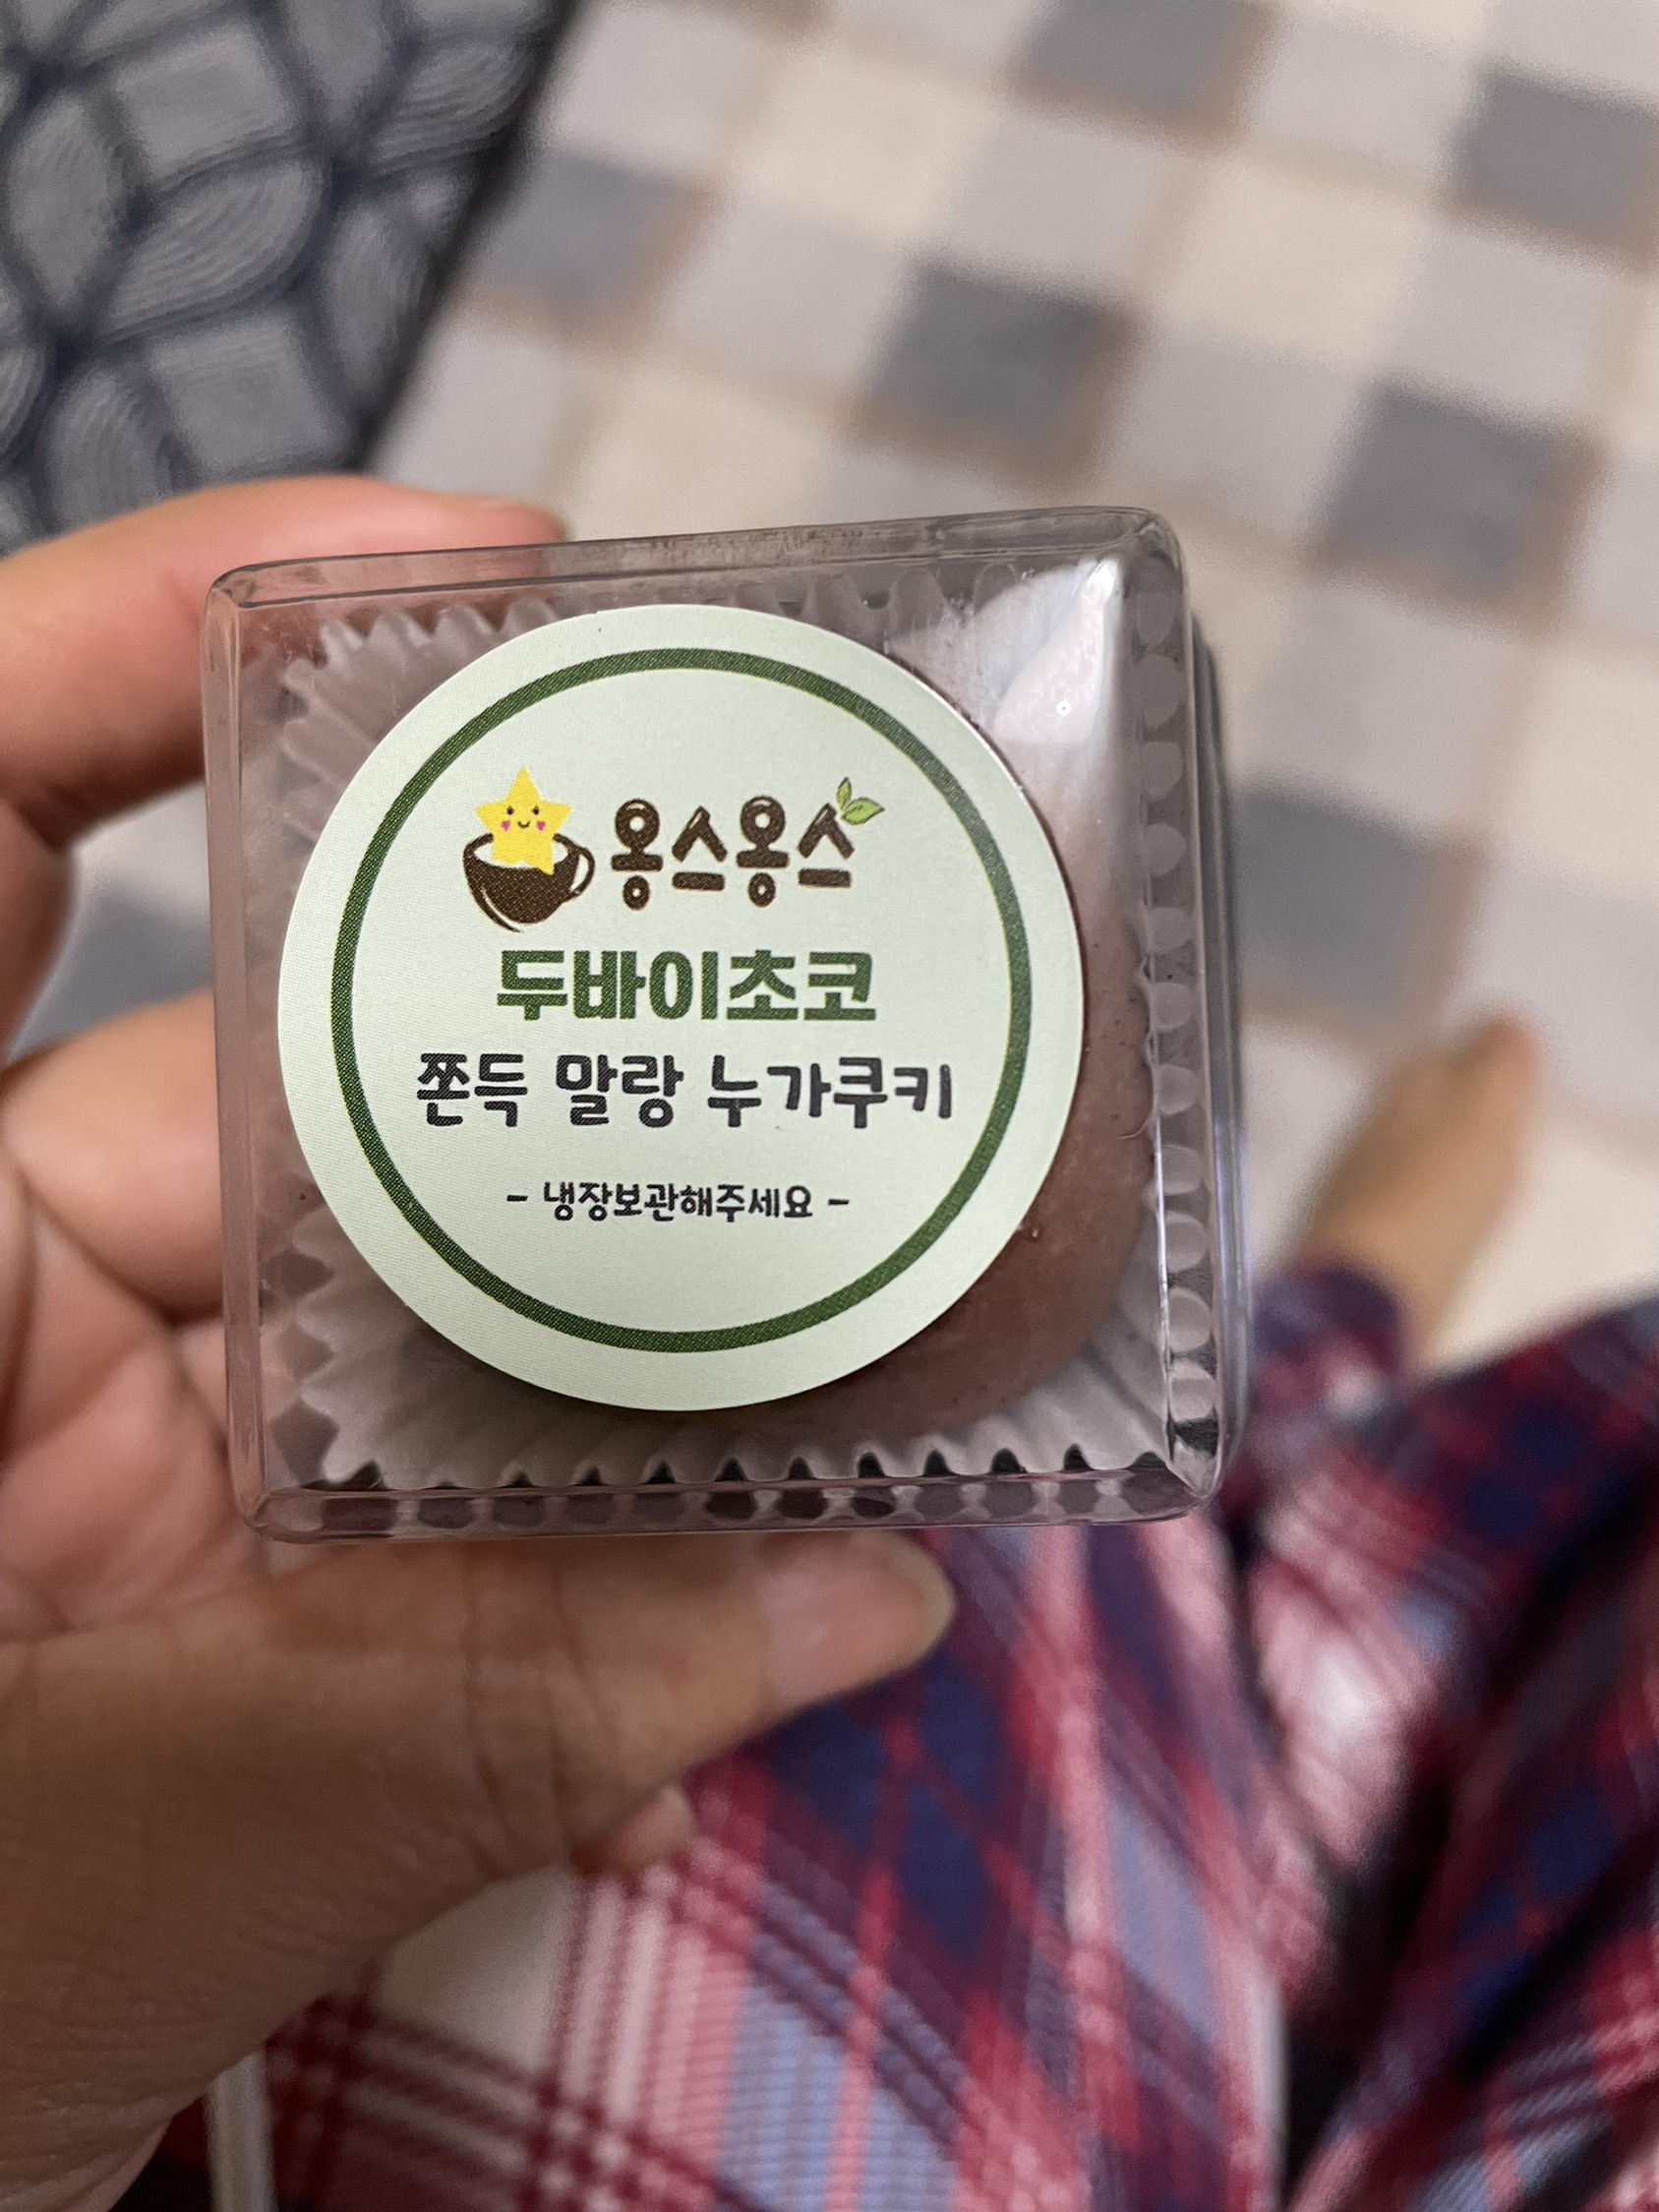 옹스옹스
두바이초코
쫀득 말랑 누가쿠키
- 냉장보관해주세요 -